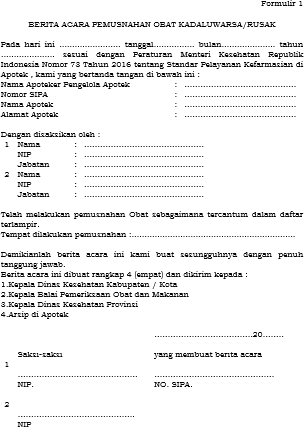 Formulir 1
BERITA ACARA PEMUSNAHAN OBAT KADALUWARSA/RUSAK
Pada hari ini ........................ tanggal.................. bulan..................... tahun
..................... sesuai dengan Peraturan Menteri Kesehatan Republik
Indonesia Nomor 73 Tahun 2016 tentang Standar Pelayanan Kefarmasian di
Apotek , kami yang bertanda tangan di bawah ini :
Nama Apoteker Pengelola Apotek : .............................................
Nomor SIPA : .............................................
Nama Apotek : .............................................
Alamat Apotek : .............................................
Dengan disaksikan oleh :
1 Nama : ................................................
NIP : ................................................
Jabatan : ................................................
2 Nama : ................................................
NIP : ................................................
Jabatan : ................................................
Telah melakukan pemusnahan Obat sebagaimana tercantum dalam daftar
terlampir.
Tempat dilakukan pemusnahan :.................................................................
Demikianlah berita acara ini kami buat sesungguhnya dengan penuh
tanggung jawab.
Berita acara ini dibuat rangkap 4 (empat) dan dikirim kepada :
1.Kepala Dinas Kesehatan Kabupaten / Kota
2.Kepala Balai Pemeriksaan Obat dan Makanan
3.Kepala Dinas Kesehatan Provinsi
4.Arsip di Apotek
.......................................20........
Saksi-saksi yang membuat berita acara
1
................................................ ................................................
NIP. NO. SIPA.
2
...............................................
NIP